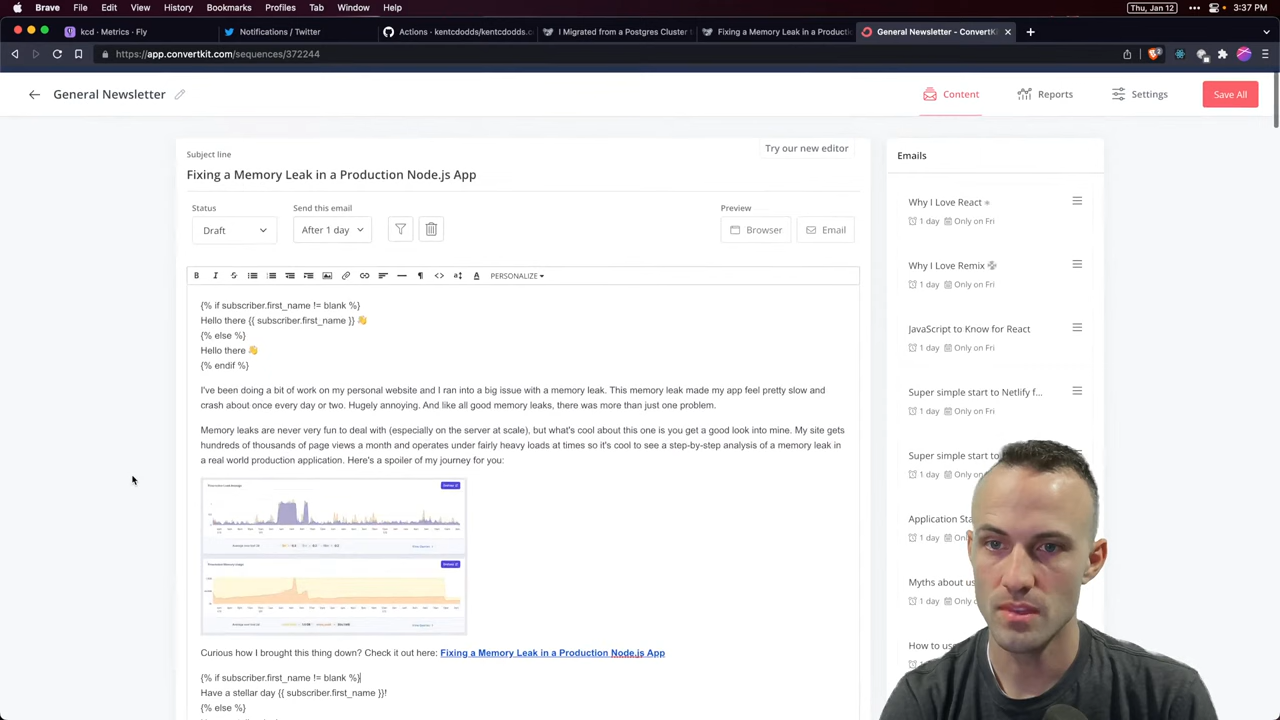 History
Bookmarks
Profiles
Tab
Window
Help
Thu, Jan 12
3:37 PM
kcd - Metrics · Fly
Notifications / Twitter
Actions · kentcdodds/kentcdodds.c
I Migrated from a Postgres Cluster
Fixing a Memory Leak in a Producti
General Newsletter - ConvertKit
https://app.convertkit.com/sequences/372244
General Newsletter
Content
Reports
Settings
Save All
Subject line
Try our new editor
Fixing a Memory Leak in a Production Node.js App
Status
Send this email
Preview
Draft
After 1 day
Browser
Email
PERSONALIZE
{% if subscriber.first_name != blank %}
Hello there {{ subscriber.first_name }} 👋
{% else %}
Hello there 👋
{% endif %}
I've been doing a bit of work on my personal website and I ran into a big issue with a memory leak. This memory leak made my app feel pretty slow and
crash about once every day or two. Hugely annoying. And like all good memory leaks, there was more than just one problem.
Memory leaks are never very fun to deal with (especially on the server at scale), but what's cool about this one is you get a good look into mine. My site gets
hundreds of thousands of page views a month and operates under fairly heavy loads at times so it's cool to see a step-by-step analysis of a memory leak in
a real world production application. Here's a spoiler of my journey for you:
Curious how I brought this thing down? Check it out here: Fixing a Memory Leak in a Production Node.js App
{% if subscriber.first_name != blank %}
Have a stellar day {{ subscriber.first_name }}!
{% else %}
Emails
Why I Love React ⚛
1 day Only on Fri
Why I Love Remix 💿
1 day Only on Fri
JavaScript to Know for React
1 day Only on Fri
Super simple start to Netlify f...
1 day Only on Fri
Super simple start to
1 day Only on
Application Sta
1 day Only
Myths about us
1 day Only
How to us
1 day